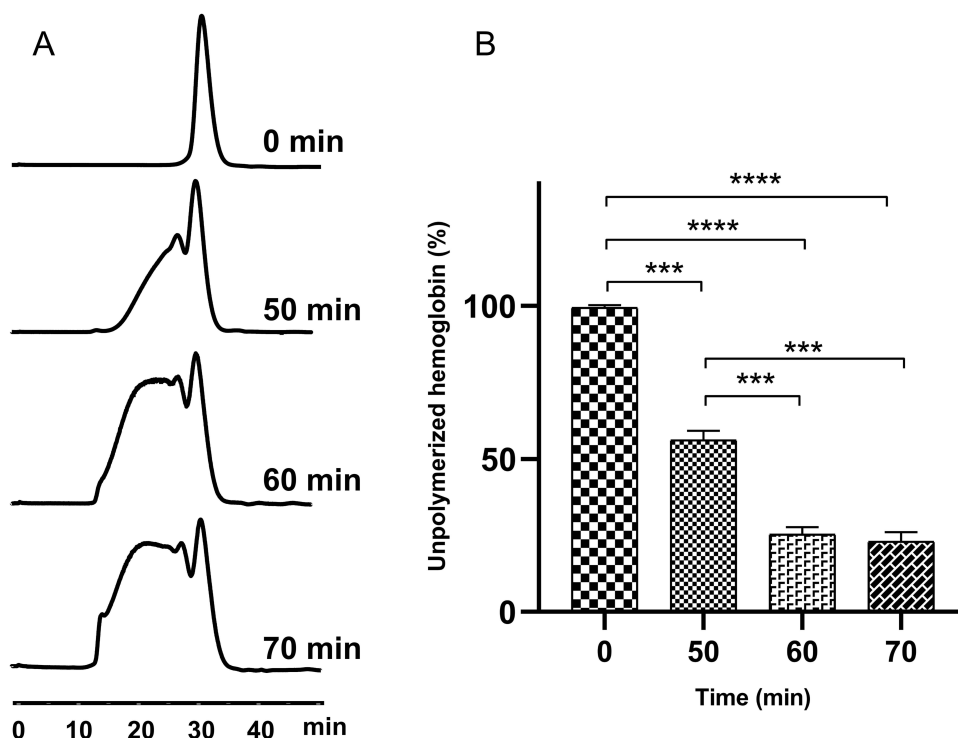 A
0 min
50 min
60 min
70 min
0 10 20 30 40 min
B
Unpolymerized hemoglobin (%)
****
****
***
***
***
100
50
0
0 50 60 70
Time (min)